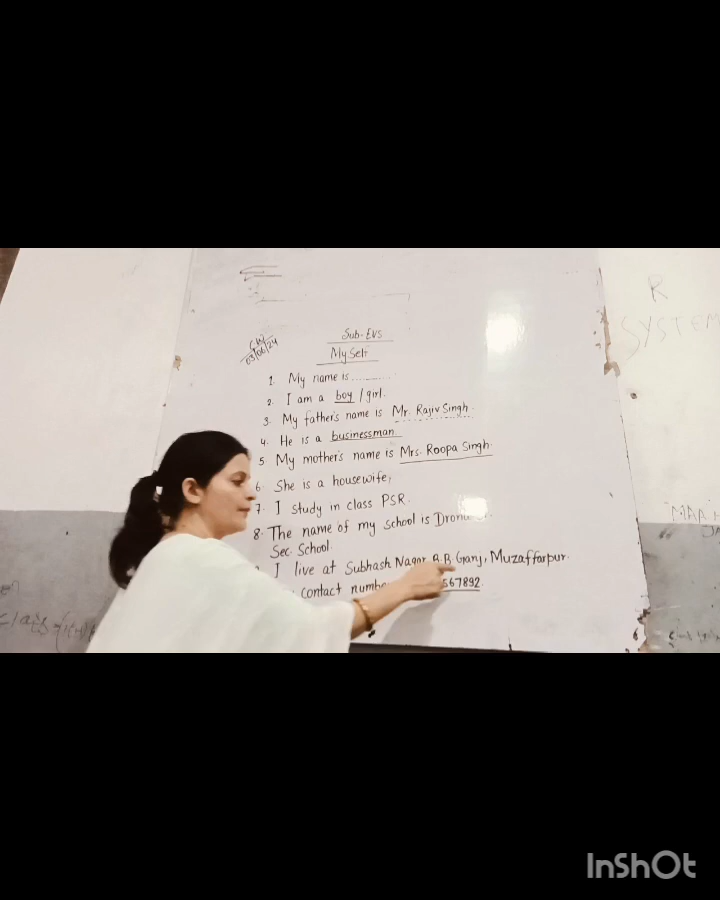 CW
03/06/24
Sub-EVS
MySelf
1. My name is ............
2. I am a boy / girl.
3. My father's name is Mr. Rajiv Singh.
4. He is a businessman.
5. My mother's name is Mrs. Roopa Singh.
6. She is a housewife,
7. I study in class PSR.
8. The name of my school is
Sec. School.
I live at Subhash Nagar B.B. Ganj, Muzaffarpur.
contact 567892.
R
SYSTEM
InShOt